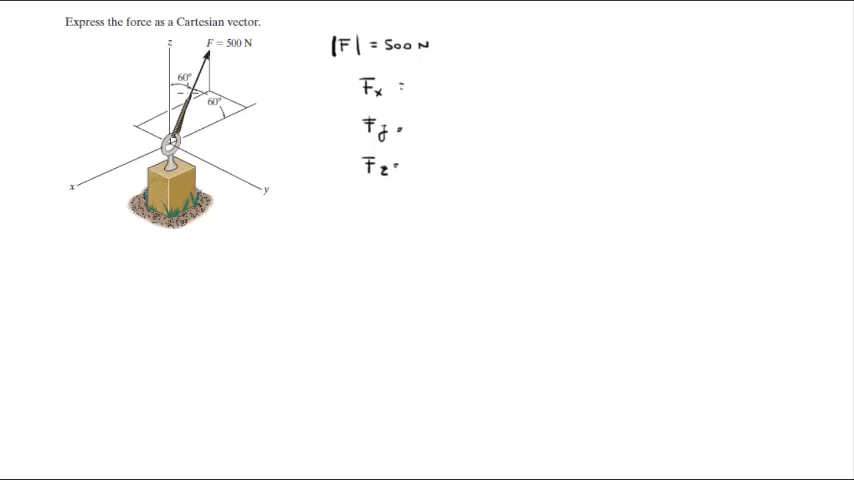 Express the force as a Cartesian vector.
z
F = 500 N
60°
60°
x
y
|F| = 500 N
Fx =
Fy =
Fz =